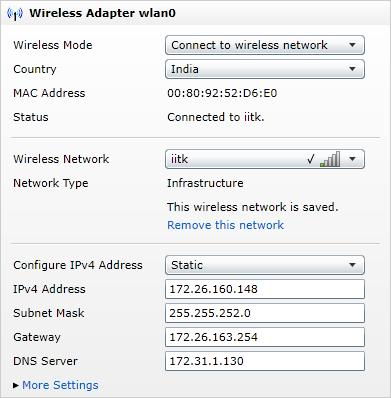 Wireless Adapter wlan0
Wireless Mode Connect to wireless network
Country India
MAC Address 00:80:92:52:D6:E0
Status Connected to iitk.
Wireless Network iitk
Network Type Infrastructure
This wireless network is saved.
Remove this network
Configure IPv4 Address Static
IPv4 Address 172.26.160.148
Subnet Mask 255.255.252.0
Gateway 172.26.163.254
DNS Server 172.31.1.130
More Settings